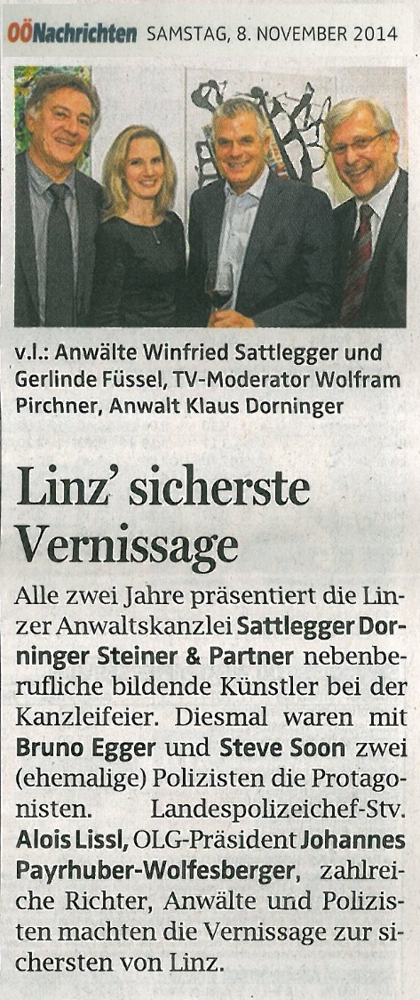 OÖNachrichten SAMSTAG, 8. NOVEMBER 2014
v.l.: Anwälte Winfried Sattlegger und
Gerlinde Füssel, TV-Moderator Wolfram
Pirchner, Anwalt Klaus Dorninger
Linz’ sicherste
Vernissage
Alle zwei Jahre präsentiert die Lin-
zer Anwaltskanzlei Sattlegger Dor-
ninger Steiner & Partner nebenbe-
rufliche bildende Künstler bei der
Kanzleifeier. Diesmal waren mit
Bruno Egger und Steve Soon zwei
(ehemalige) Polizisten die Protago-
nisten. Landespolizeichef-Stv.
Alois Lissl, OLG-Präsident Johannes
Payrhuber-Wolfesberger, zahlrei-
che Richter, Anwälte und Polizis-
ten machten die Vernissage zur si-
chersten von Linz.